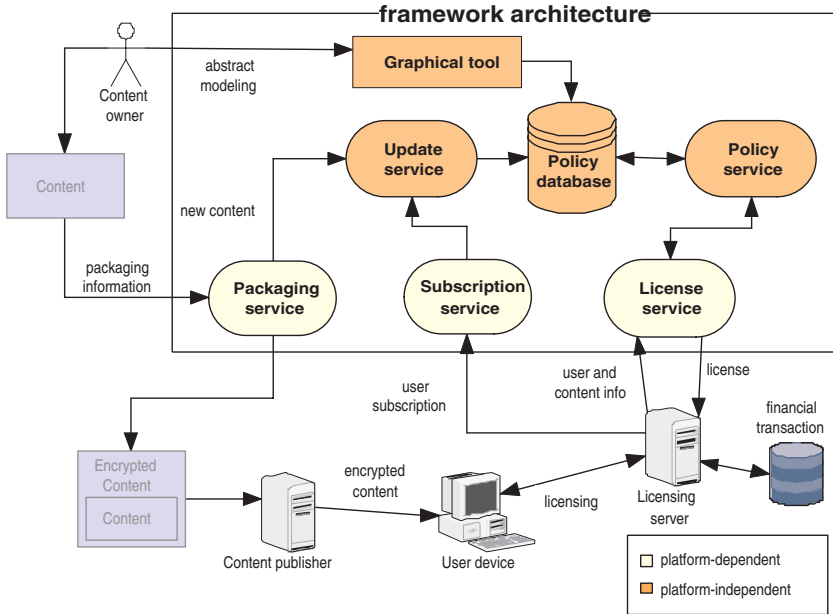 framework architecture
Content
owner
abstract
modeling
Graphical tool
Update
service
Policy
database
Policy
service
Content
new content
packaging
information
Packaging
service
Subscription
service
License
service
user
subscription
user and
content info
license
financial
transaction
Encrypted
Content
Content
encrypted
content
licensing
Licensing
server
Content publisher
User device
platform-dependent
platform-independent